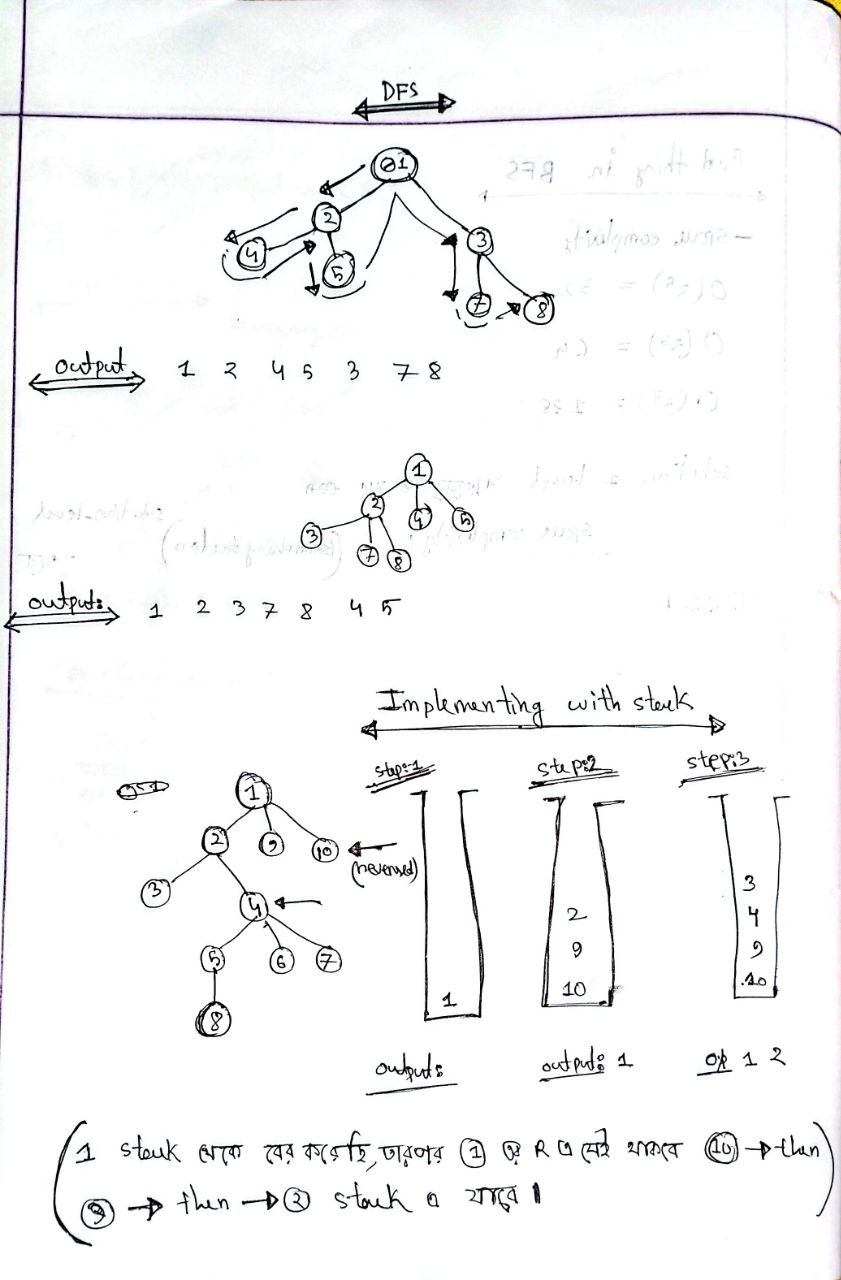 DFS
1
2
3
4
5
7
8
output 1 2 4 5 3 7 8
1
2 9 5
3
7 8
output: 1 2 3 7 8 4 5
Implementing with stack
step:1 step:2 step:3
1
2 9 10
(reversed)
3 4
5 6 7
8
3
2 4
9 9
1 10 10
output: output: 1 O/P 1 2
(1 stack থেকে বের করেছি, তারপর ① এর R এ যেই থাকবে ⑩ → then
⑨ → then → ② stack এ যাবে।)